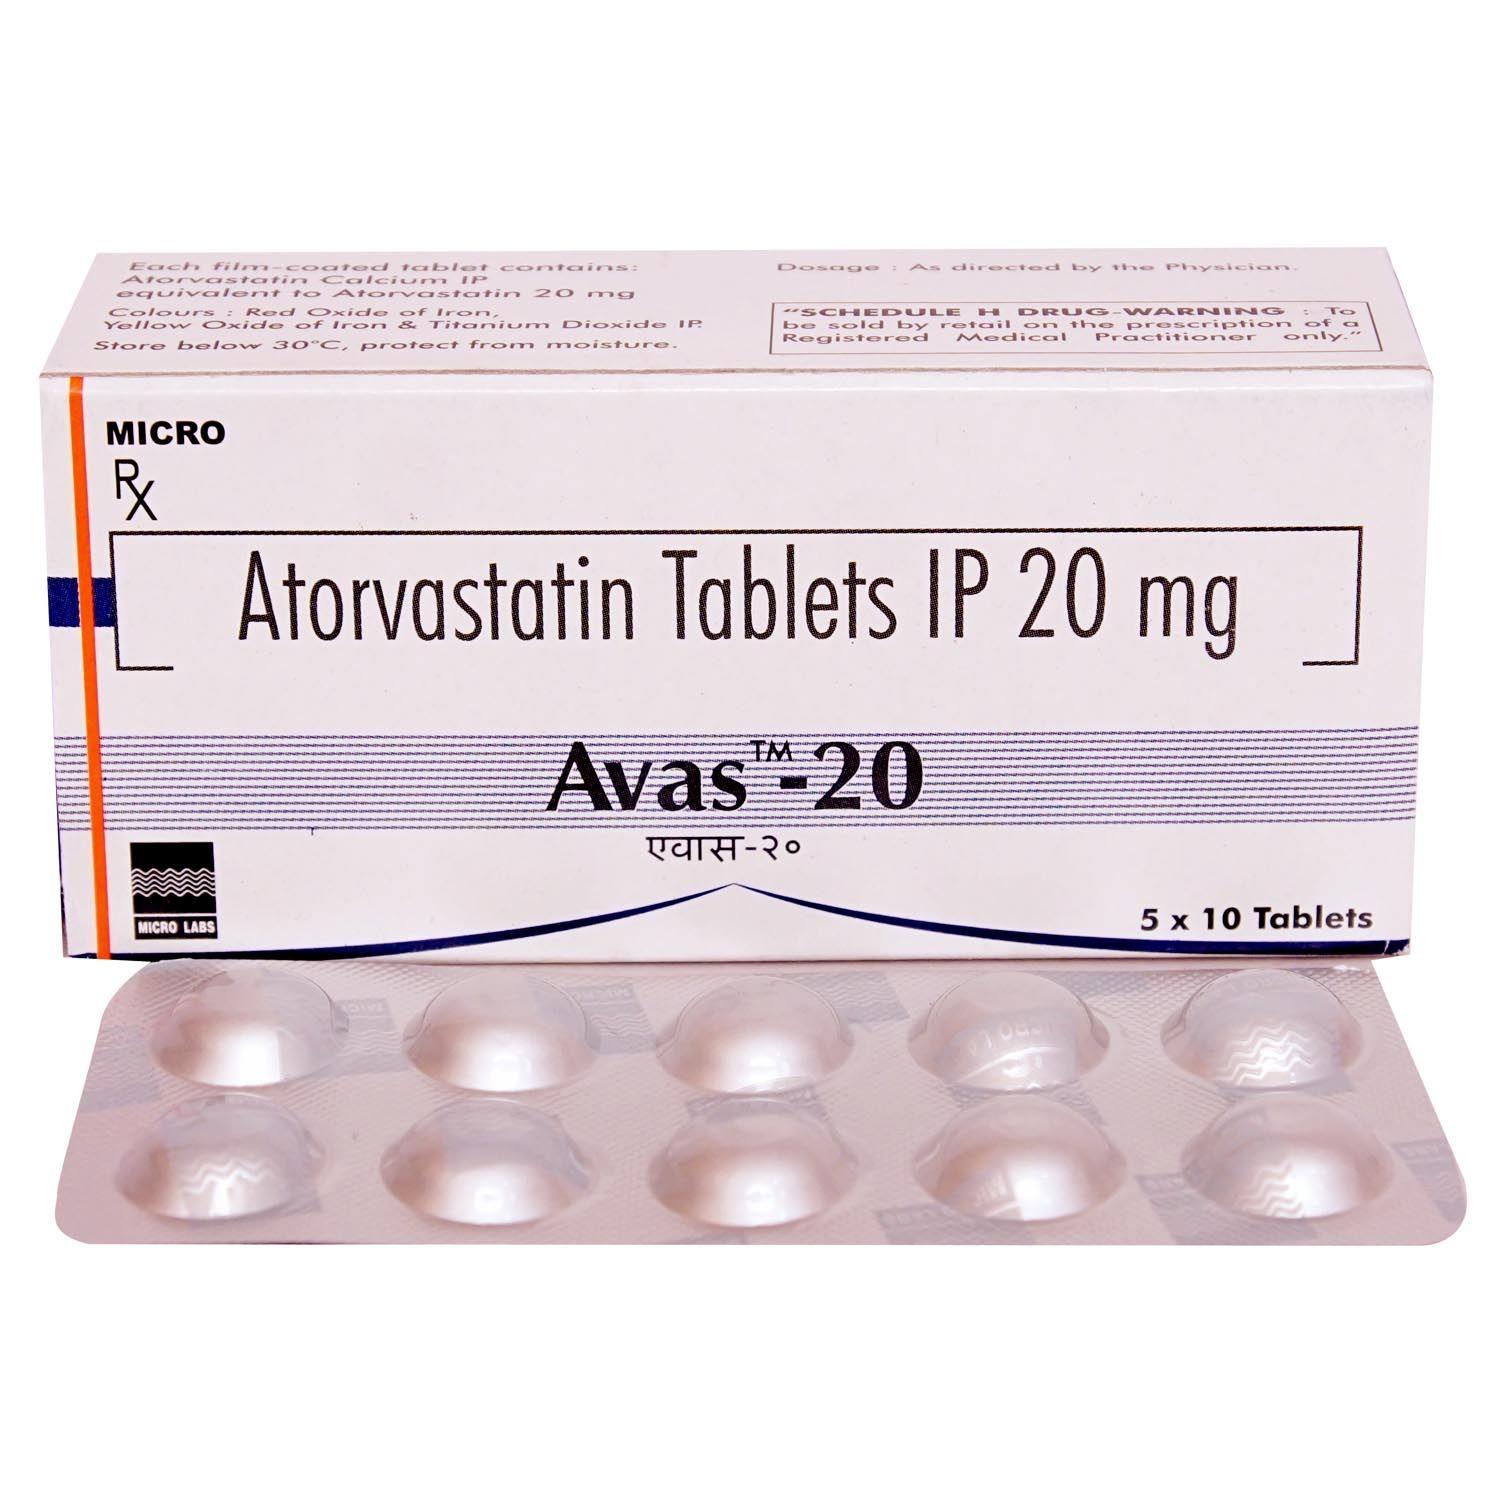 Each film-coated tablet contains:
Atorvastatin Calcium IP
equivalent to Atorvastatin 20 mg
Colours : Red Oxide of Iron,
Yellow Oxide of Iron & Titanium Dioxide IP.
Store below 30°C, protect from moisture.
Dosage : As directed by the Physician.
"SCHEDULE H DRUG-WARNING : To
be sold by retail on the prescription of a
Registered Medical Practitioner only."
MICRO
Rx
Atorvastatin Tablets IP 20 mg
Avas™-20
एवास-२०
MICRO LABS
5 x 10 Tablets